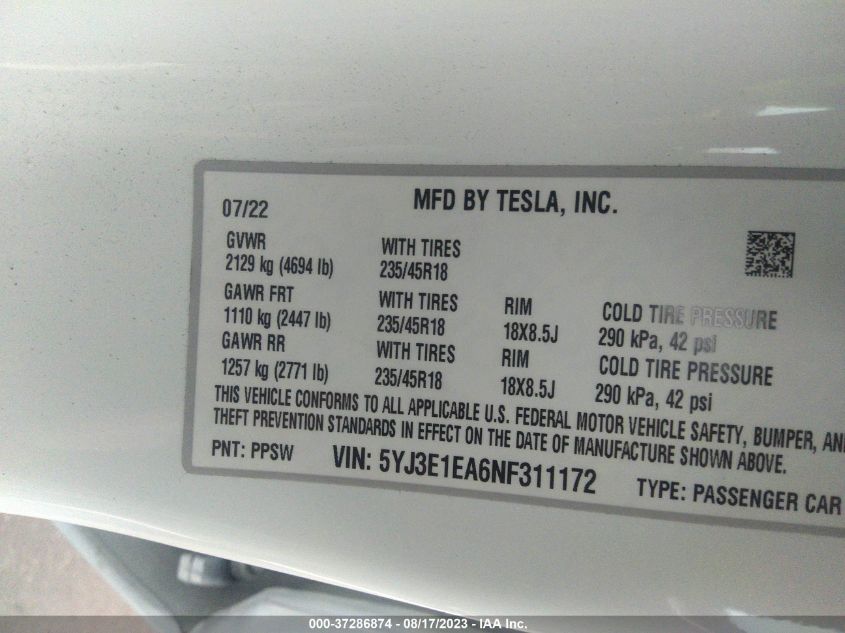 07/22
MFD BY TESLA, INC.
GVWR
2129 kg (4694 lb)
WITH TIRES
235/45R18
GAWR FRT
1110 kg (2447 lb)
WITH TIRES
235/45R18
RIM
18X8.5J
COLD TIRE PRESSURE
290 kPa, 42 psi
GAWR RR
1257 kg (2771 lb)
WITH TIRES
235/45R18
RIM
18X8.5J
COLD TIRE PRESSURE
290 kPa, 42 psi
THIS VEHICLE CONFORMS TO ALL APPLICABLE U.S. FEDERAL MOTOR VEHICLE SAFETY, BUMPER, AN
THEFT PREVENTION STANDARDS IN EFFECT ON THE DATE OF MANUFACTURE SHOWN ABOVE.
PNT: PPSW
VIN: 5YJ3E1EA6NF311172
TYPE: PASSENGER CAR
000-37286874 - 08/17/2023 - IAA Inc.